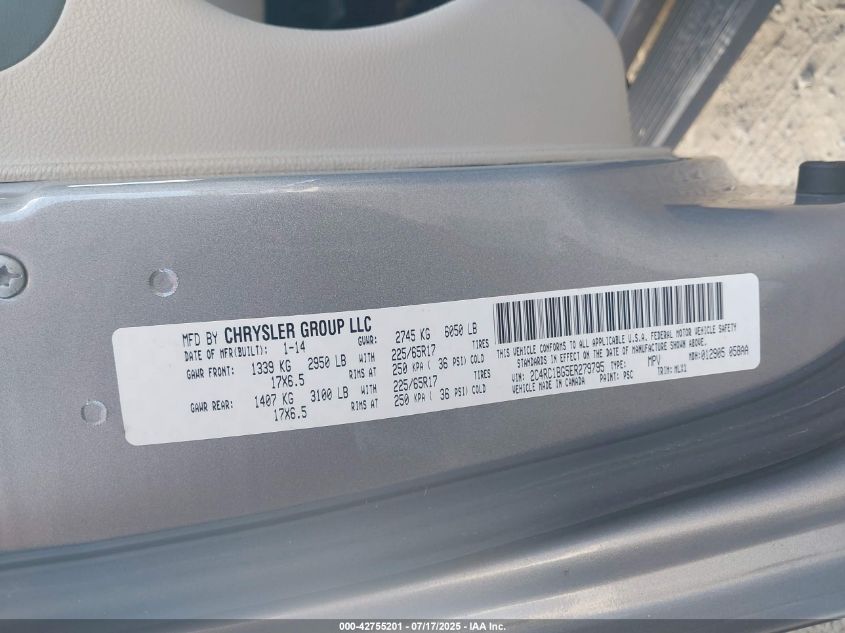 MFD BY CHRYSLER GROUP LLC
DATE OF MFR(BUILT): 1-14 GVWR: 2745 KG 6050 LB
GAWR FRONT: 1339 KG 2950 LB WITH 225/65R17 TIRES
17X6.5 RIMS AT 250 KPA ( 36 PSI) COLD
GAWR REAR: 1407 KG 3100 LB WITH 225/65R17 TIRES
17X6.5 RIMS AT 250 KPA ( 36 PSI) COLD
THIS VEHICLE CONFORMS TO ALL APPLICABLE U.S.A. FEDERAL MOTOR VEHICLE SAFETY
STANDARDS IN EFFECT ON THE DATE OF MANUFACTURE SHOWN ABOVE.
VIN: 2C4RC1BG5ER279795 TYPE: MPV MDH: 012905 058AA
VEHICLE MADE IN CANADA PAINT: PSC TRIM: MLX1
000-42755201 - 07/17/2025 - IAA Inc.